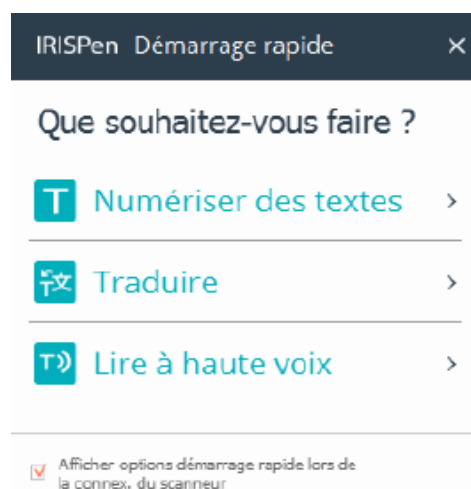 IRISPen Démarrage rapide
Que souhaitez-vous faire ?
Numériser des textes
Traduire
Lire à haute voix
Afficher options démarrage rapide lors de
la connex. du scanneur